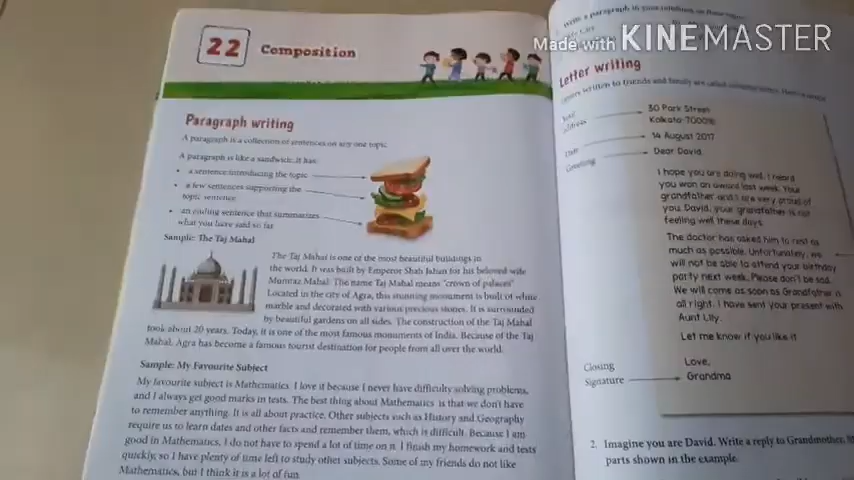 22 Composition
Paragraph writing
A paragraph is a collection of sentences on any one topic.
A paragraph is like a sandwich; it has:
• a sentence introducing the topic
• a few sentences supporting the
topic sentence
• an ending sentence that summarizes
what you have said so far
Sample: The Taj Mahal
The Taj Mahal is one of the most beautiful buildings in
the world. It was built by Emperor Shah Jahan for his beloved wife
Mumtaz Mahal. The name Taj Mahal means "crown of palaces"
Located in the city of Agra, this stunning monument is built of white
marble and decorated with various precious stones. It is surrounded
by beautiful gardens on all sides. The construction of the Taj Mahal
took about 20 years. Today, it is one of the most famous monuments of India. Because of the Taj
Mahal, Agra has become a famous tourist destination for people from all over the world.
Sample: My Favourite Subject
My favourite subject is Mathematics. I love it because I never have difficulty solving problems,
and I always get good marks in tests. The best thing about Mathematics is that we don't have
to remember anything. It is all about practice. Other subjects such as History and Geography
require us to learn dates and other facts and remember them, which is difficult. Because I am
good in Mathematics, I do not have to spend a lot of time on it. I finish my homework and tests
quickly, so I have plenty of time left to study other subjects. Some of my friends do not like
Mathematics, but I think it is a lot of fun.
write a paragraph in your notebook on these
City
Made with KINEMASTER
Letter writing
written to friends and family are called
Your
address
30 Park Street
Kolkata 700016
Date
14 August 2017
Greeting
Dear David
I hope you are doing well. I heard
you won an award last week. Your
grandfather and I are very proud of
you. David, your grandfather is not
feeling well these days.
The doctor has asked him to rest as
much as possible. Unfortunately, we
will not be able to attend your birthday
party next week. Please don't be sad.
We will come as soon as Grandfather is
all right. I have sent your present with
Aunt Lily.
Let me know if you like it
Closing
Love,
Signature
Grandma
2. Imagine you are David. Write a reply to Grandmother,
parts shown in the example.